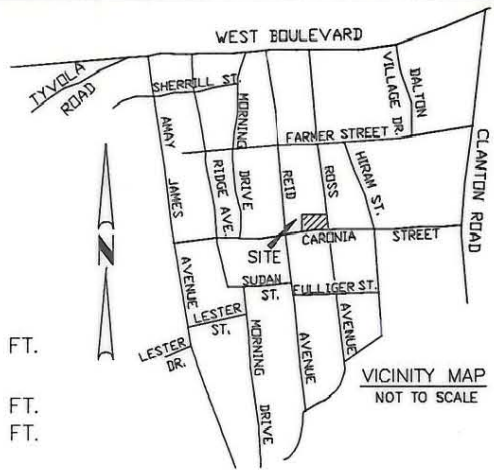 WEST BOULEVARD
TYVOLA
ROAD
SHERRILL ST.
AMAY
JAMES
AVENUE
MORNING
DRIVE
VILLAGE DR.
DALTON
FARMER STREET
RIDGE AVE.
REID
ROSS
HIRAM ST.
CLANTON ROAD
CARONIA STREET
SITE
N
SUDAN
ST.
FULLIGER ST.
LESTER
ST.
LESTER
DR.
MORNING
DRIVE
AVENUE
AVENUE
FT.
FT.
FT.
VICINITY MAP
NOT TO SCALE